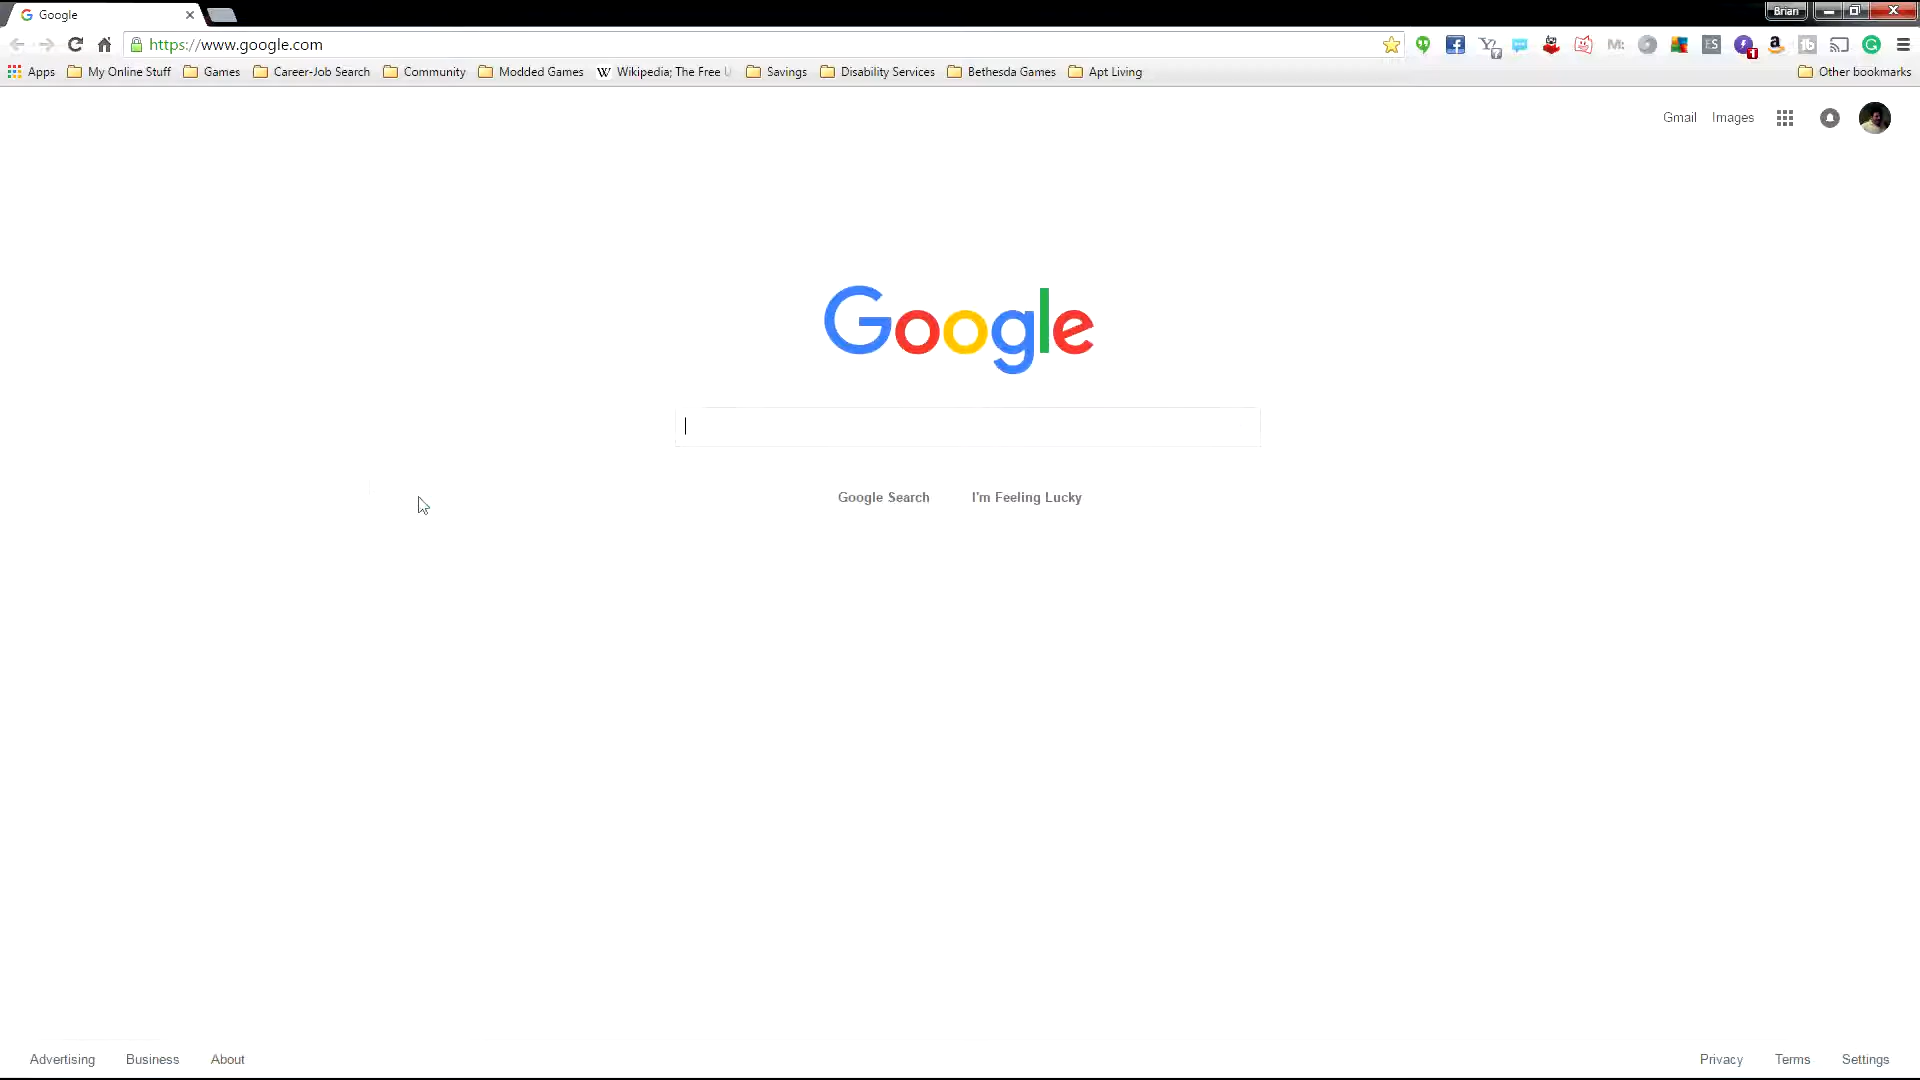 Google
Brian
https://www.google.com
Apps My Online Stuff Games Career-Job Search Community Modded Games Wikipedia; The Free U Savings Disability Services Bethesda Games Apt Living Other bookmarks
Gmail Images
Google
Google Search I'm Feeling Lucky
Advertising Business About Privacy Terms Settings